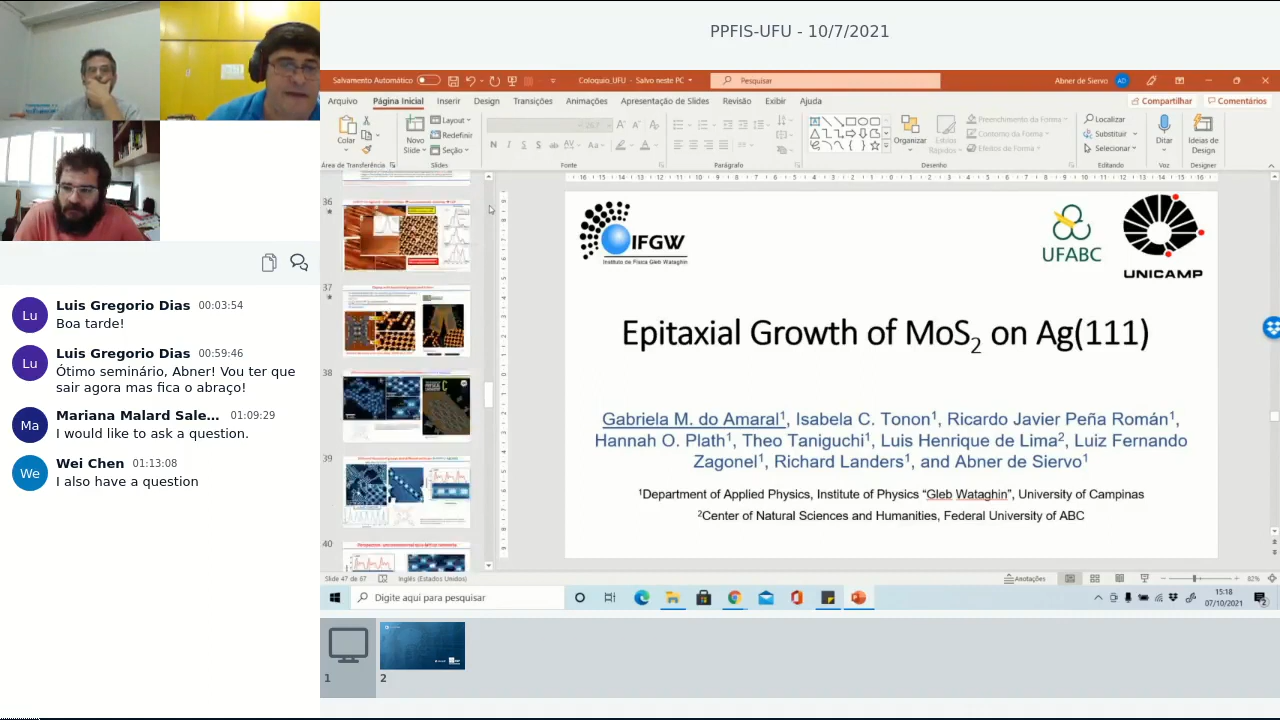 PPFIS-UFU - 10/7/2021
Salvamento Automático
Coloquio_UFU - Salvo neste PC
Pesquisar
Abner de Siervo
AD
Arquivo Página Inicial Inserir Design Transições Animações Apresentação de Slides Revisão Exibir Ajuda
Compartilhar
Comentários
Colar
Área de Transferência
Novo
Slide
Layout
Redefinir
Seção
Slides
Fonte
Parágrafo
Organizar
Estilos
Rápidos
Preenchimento da Forma
Contorno da Forma
Efeitos de Forma
Desenho
Localizar
Substituir
Selecionar
Editando
Ditar
Voz
Ideias de
Design
Designer
36
37
38
39
40
IFGW
Instituto de Física Gleb Wataghin
UFABC
UNICAMP
Epitaxial Growth of MoS2 on Ag(111)
Gabriela M. do Amaral1, Isabela C. Tonon1, Ricardo Javier Peña Román1,
Hannah O. Plath1, Theo Taniguchi1, Luis Henrique de Lima2, Luiz Fernando
Zagonel1, Richard Landers1, and Abner de Siervo1
1Department of Applied Physics, Institute of Physics "Gleb Wataghin", University of Campinas
2Center of Natural Sciences and Humanities, Federal University of ABC
Slide 47 de 67
Inglês (Estados Unidos)
Anotações
82%
Digite aqui para pesquisar
15:18
07/10/2021
2
1
2
Lu
Luis Gregorio Dias 00:03:54
Boa tarde!
Lu
Luis Gregorio Dias 00:59:46
Ótimo seminário, Abner! Vou ter que
sair agora mas fica o abraço!
Ma
Mariana Malard Sale... 01:09:29
I would like to ask a question.
We
Wei Chen 01:13:08
I also have a question